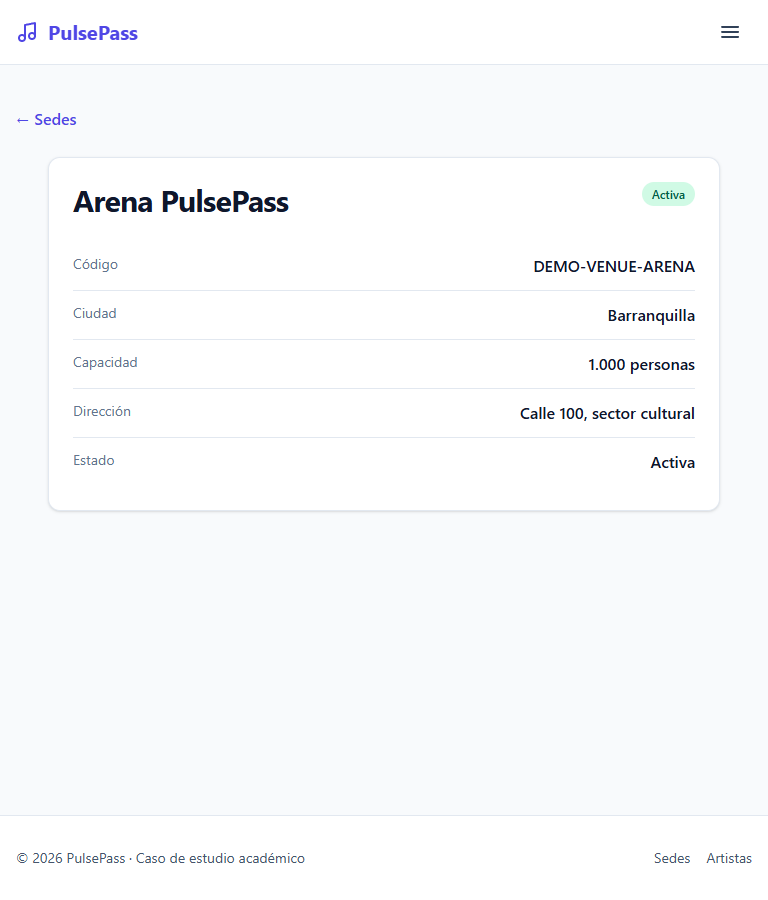 PulsePass
← Sedes
Arena PulsePass
Activa
Código
DEMO-VENUE-ARENA
Ciudad
Barranquilla
Capacidad
1.000 personas
Dirección
Calle 100, sector cultural
Estado
Activa
© 2026 PulsePass · Caso de estudio académico
Sedes
Artistas